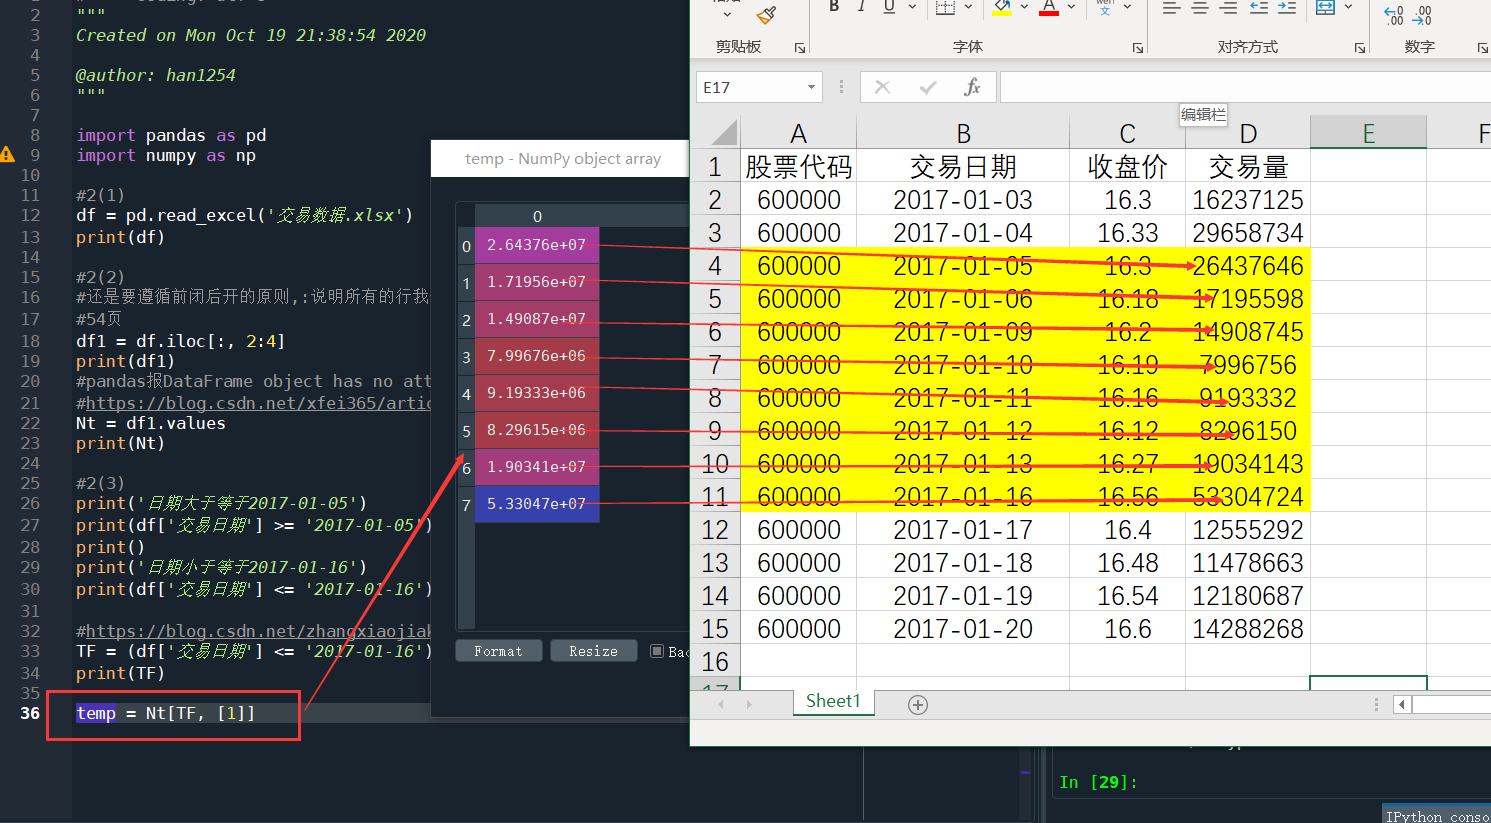 2 """
3 Created on Mon Oct 19 21:38:54 2020
4
5 @author: han1254
6 """
7
8 import pandas as pd
9 import numpy as np
10
11 #2(1)
12 df = pd.read_excel('交易数据.xlsx')
13 print(df)
14
15 #2(2)
16 #还是要遵循前闭后开的原则,:说明所有的行我
17 #54页
18 df1 = df.iloc[:, 2:4]
19 print(df1)
20 #pandas报DataFrame object has no att
21 #https://blog.csdn.net/xfei365/artic
22 Nt = df1.values
23 print(Nt)
24
25 #2(3)
26 print('日期大于等于2017-01-05')
27 print(df['交易日期'] >= '2017-01-05')
28 print()
29 print('日期小于等于2017-01-16')
30 print(df['交易日期'] <= '2017-01-16')
31
32 #https://blog.csdn.net/zhangxiaojiak
33 TF = (df['交易日期'] <= '2017-01-16')
34 print(TF)
35
36 temp = Nt[TF, [1]]
temp - NumPy object array
0
0 2.64376e+07
1 1.71956e+07
2 1.49087e+07
3 7.99676e+06
4 9.19333e+06
5 8.29615e+06
6 1.90341e+07
7 5.33047e+07
Format Resize Bac
B I U A 文
剪贴板 字体 对齐方式 数字
E17 fx
编辑栏
A B C D E F
1 股票代码 交易日期 收盘价 交易量
2 600000 2017-01-03 16.3 16237125
3 600000 2017-01-04 16.33 29658734
4 600000 2017-01-05 16.3 26437646
5 600000 2017-01-06 16.18 17195598
6 600000 2017-01-09 16.2 14908745
7 600000 2017-01-10 16.19 7996756
8 600000 2017-01-11 16.16 9193332
9 600000 2017-01-12 16.12 8296150
10 600000 2017-01-13 16.27 19034143
11 600000 2017-01-16 16.56 53304724
12 600000 2017-01-17 16.4 12555292
13 600000 2017-01-18 16.48 11478663
14 600000 2017-01-19 16.54 12180687
15 600000 2017-01-20 16.6 14288268
16
17
Sheet1
In [29]:
IPython conso